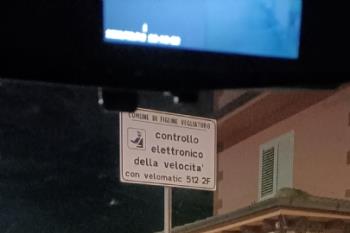 COMUNE DI FIGLINE VEGLIATURO
controllo
elettronico
della velocita'
con velomatic 512-2F